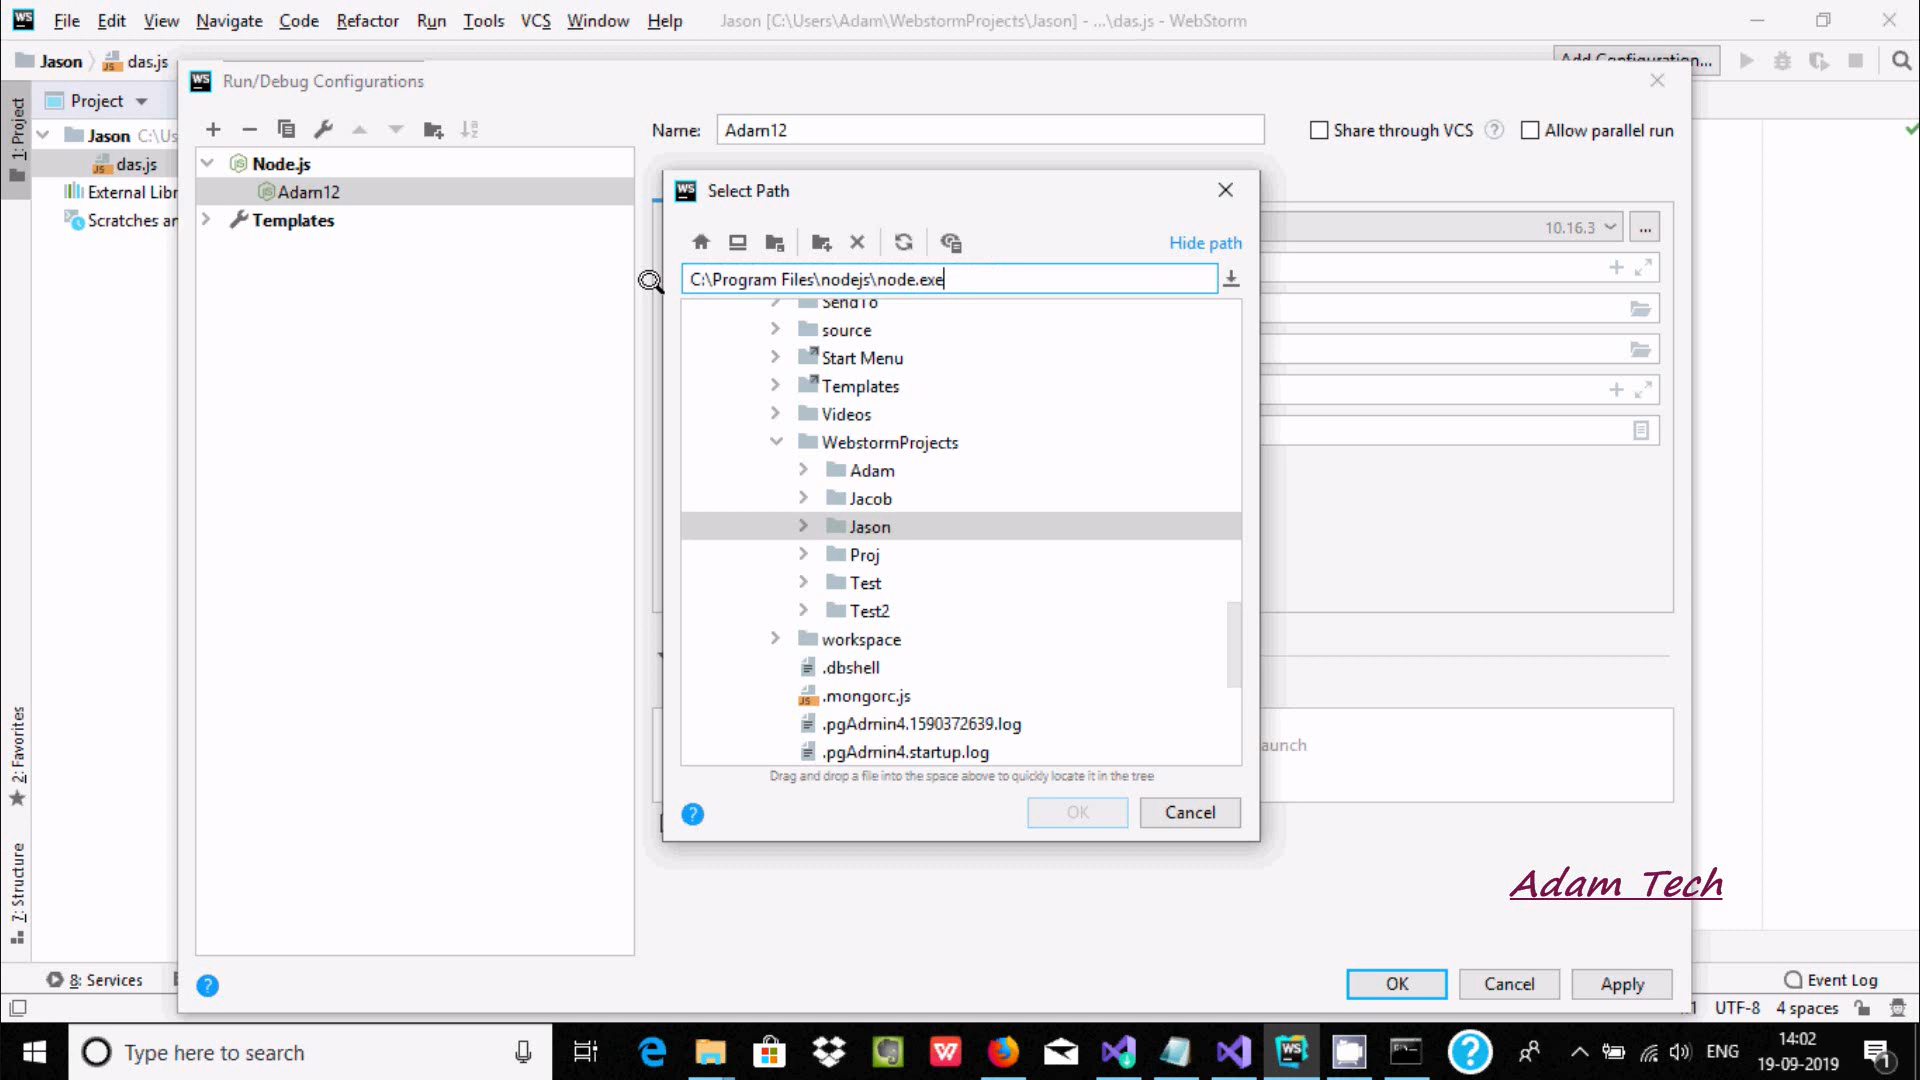 File Edit View Navigate Code Refactor Run Tools VCS Window Help
Jason [C:\Users\Adam\WebstormProjects\Jason] - ...\das.js - WebStorm
Jason das.js
Run/Debug Configurations
1: Project
Project
Jason C:\Us
das.js
External Libr
Scratches an
Node.js
Adam12
Templates
Name: Adam12
Share through VCS
Allow parallel run
Select Path
Hide path
C:\Program Files\nodejs\node.exe
10.16.3
...
SendTo
source
Start Menu
Templates
Videos
WebstormProjects
Adam
Jacob
Jason
Proj
Test
Test2
workspace
.dbshell
.mongorc.js
.pgAdmin4.1590372639.log
.pgAdmin4.startup.log
Drag and drop a file into the space above to quickly locate it in the tree
OK Cancel
aunch
Adam Tech
2: Favorites
7: Structure
OK Cancel Apply
8: Services
Event Log
UTF-8 4 spaces
Type here to search
ENG
14:02
19-09-2019
1